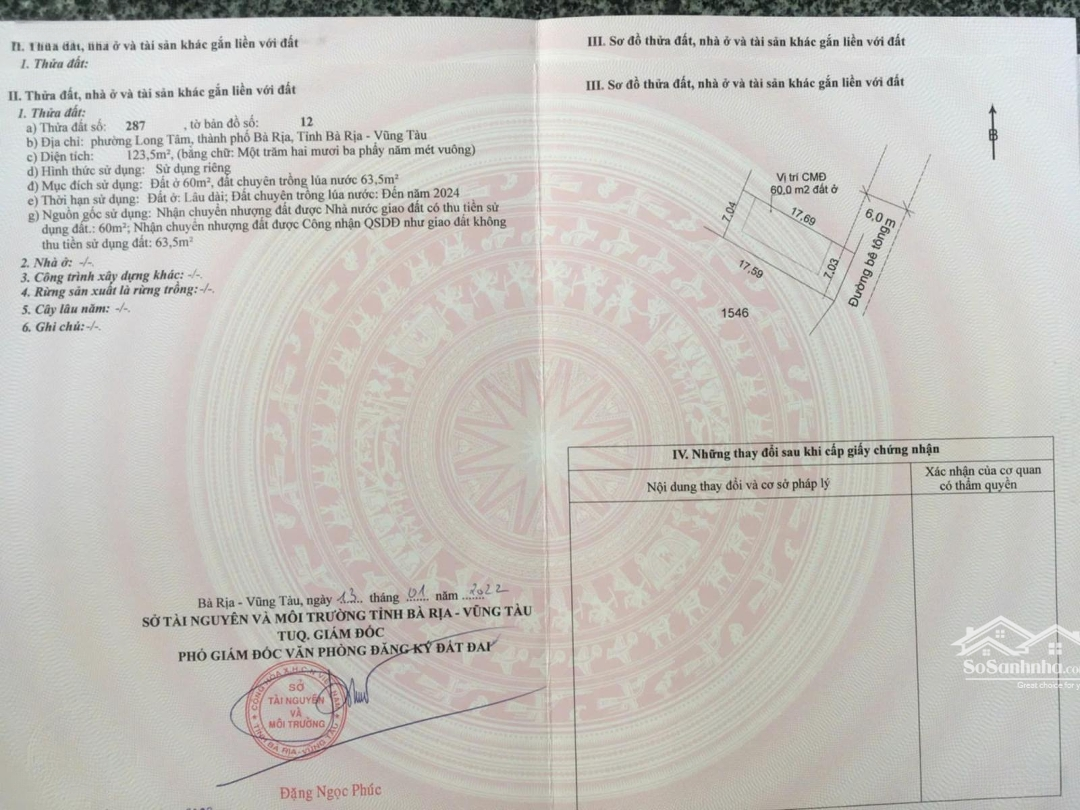 II. Thửa đất, nhà ở và tài sản khác gắn liền với đất
1. Thửa đất:
II. Thửa đất, nhà ở và tài sản khác gắn liền với đất
1. Thửa đất:
a) Thửa đất số: 287 , tờ bản đồ số: 12
b) Địa chỉ: phường Long Tâm, thành phố Bà Rịa, Tỉnh Bà Rịa - Vũng Tàu
c) Diện tích: 123,5m², (bằng chữ: Một trăm hai mươi ba phẩy năm mét vuông)
d) Hình thức sử dụng: Sử dụng riêng
đ) Mục đích sử dụng: Đất ở 60m², đất chuyên trồng lúa nước 63,5m²
e) Thời hạn sử dụng: Đất ở: Lâu dài; Đất chuyên trồng lúa nước: Đến năm 2024
g) Nguồn gốc sử dụng: Nhận chuyển nhượng đất được Nhà nước giao đất có thu tiền sử
dụng đất.: 60m²; Nhận chuyển nhượng đất được Công nhận QSDĐ như giao đất không
thu tiền sử dụng đất: 63,5m²
2. Nhà ở: -/-.
3. Công trình xây dựng khác: -/-.
4. Rừng sản xuất là rừng trồng:-/-.
5. Cây lâu năm: -/-.
6. Ghi chú:-/-.
Bà Rịa - Vũng Tàu, ngày 13 tháng 01 năm 2022
SỞ TÀI NGUYÊN VÀ MÔI TRƯỜNG TỈNH BÀ RỊA - VŨNG TÀU
TUQ. GIÁM ĐỐC
PHÓ GIÁM ĐỐC VĂN PHÒNG ĐĂNG KÝ ĐẤT ĐAI
CỘNG HÒA X.H.C.N VIỆT NAM
SỞ
TÀI NGUYÊN
VÀ
MÔI TRƯỜNG
TỈNH BÀ RỊA-VŨNG TÀU
Đặng Ngọc Phúc
III. Sơ đồ thửa đất, nhà ở và tài sản khác gắn liền với đất
III. Sơ đồ thửa đất, nhà ở và tài sản khác gắn liền với đất
B
Vị trí CMĐ
60,0 m2 đất ở
7,04
17,69
6,0 m
17,59
7,03
Đường bê tông
1546
IV. Những thay đổi sau khi cấp giấy chứng nhận
Nội dung thay đổi và cơ sở pháp lý
Xác nhận của cơ quan
có thẩm quyền
SoSanhnha.com
Great choice for y